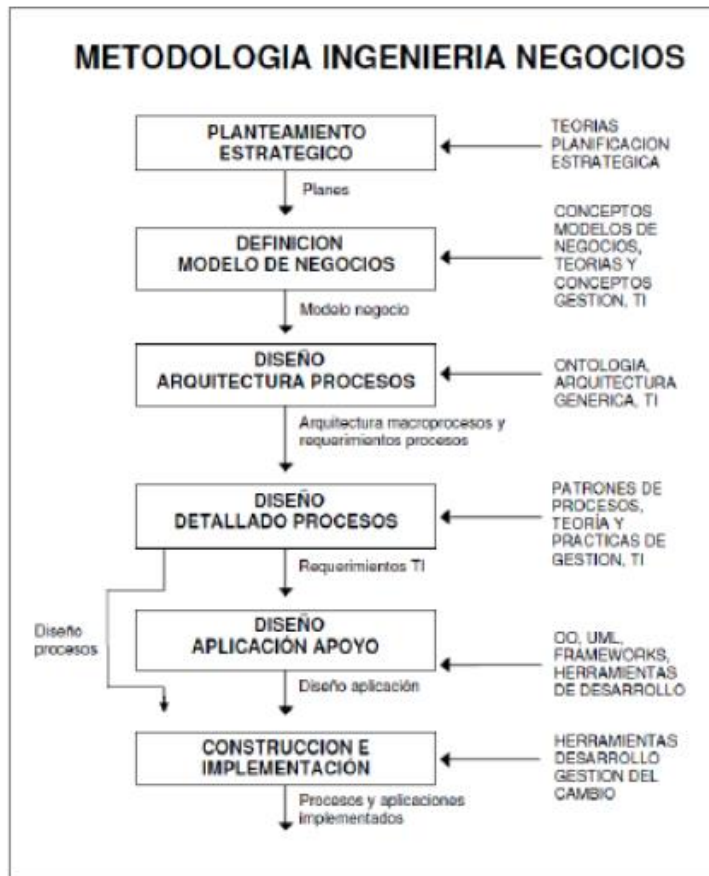 METODOLOGIA INGENIERIA NEGOCIOS
PLANTEAMIENTO
ESTRATEGICO
TEORIAS
PLANIFICACION
ESTRATEGICA
Planes
DEFINICION
MODELO DE NEGOCIOS
CONCEPTOS
MODELOS DE
NEGOCIOS,
TEORIAS Y
CONCEPTOS
GESTION, TI
Modelo negocio
DISEÑO
ARQUITECTURA PROCESOS
ONTOLOGIA,
ARQUITECTURA
GENERICA, TI
Arquitectura macroprocesos y
requerimientos procesos
DISEÑO
DETALLADO PROCESOS
PATRONES DE
PROCESOS,
TEORÍA Y
PRACTICAS DE
GESTION, TI
Requerimientos TI
Diseño
procesos
DISEÑO
APLICACIÓN APOYO
OO, UML,
FRAMEWORKS,
HERRAMIENTAS
DE DESARROLLO
Diseño aplicación
CONSTRUCCION E
IMPLEMENTACIÓN
HERRAMIENTAS
DESARROLLO
GESTION DEL
CAMBIO
Procesos y aplicaciones
implementados